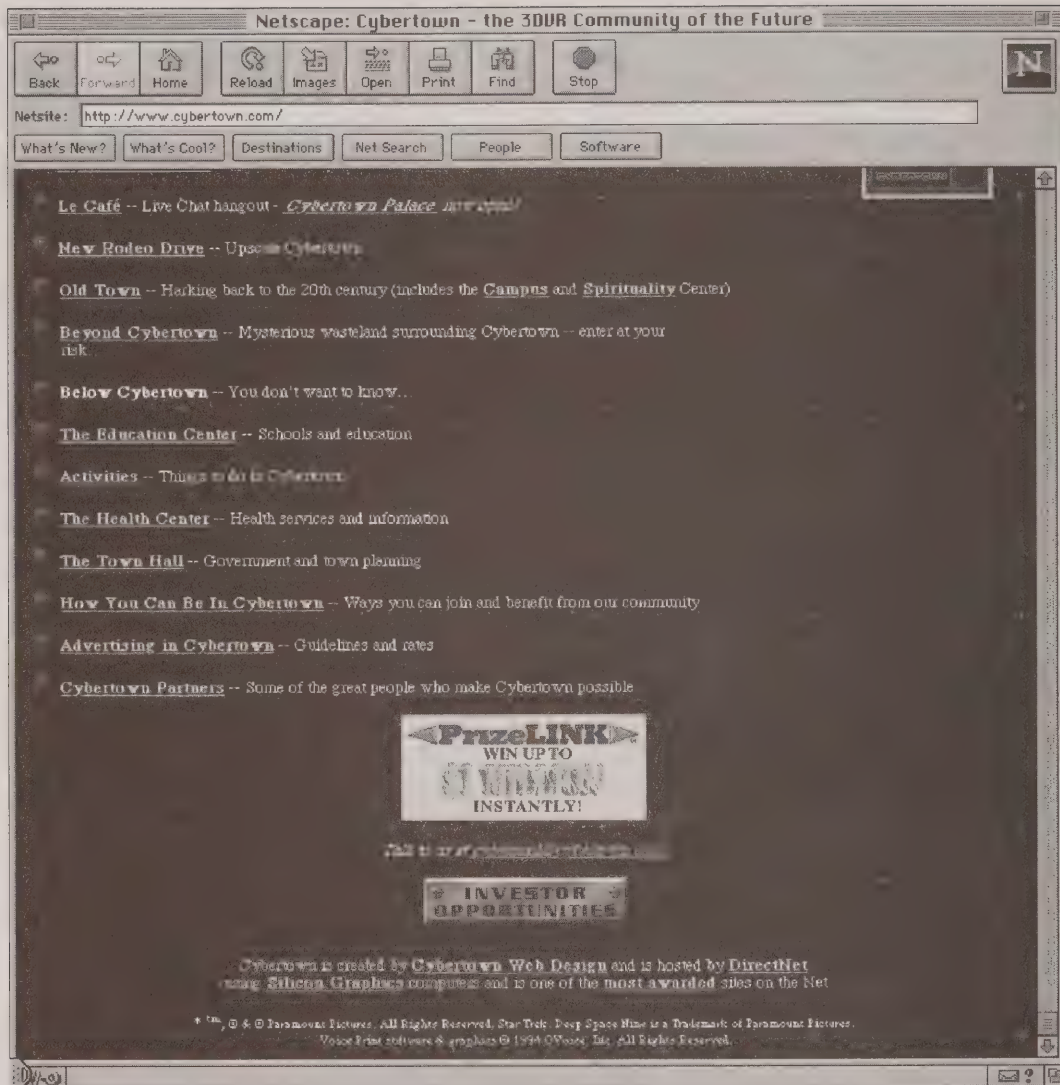 Netscape: Cybertown - the 3DVR Community of the Future
Back Forward Home Reload Images Open Print Find Stop
N
Netsite: http://www.cybertown.com/
What's New? What's Cool? Destinations Net Search People Software
Le Café -- Live Chat hangout - Cybertown Palace now open!
New Rodeo Drive -- Upscale Cybertown
Old Town -- Harking back to the 20th century (includes the Campus and Spirituality Center)
Beyond Cybertown -- Mysterious wasteland surrounding Cybertown -- enter at your
risk.
Below Cybertown -- You don't want to know...
The Education Center -- Schools and education
Activities -- Things to do in Cybertown
The Health Center -- Health services and information
The Town Hall -- Government and town planning
How You Can Be In Cybertown -- Ways you can join and benefit from our community
Advertising in Cybertown -- Guidelines and rates
Cybertown Partners -- Some of the great people who make Cybertown possible
PrizeLINK
WIN UP TO
INSTANTLY!
Talk to us at
INVESTOR
OPPORTUNITIES
Cybertown is created by Cybertown Web Design and is hosted by DirectNet
using Silicon Graphics computers and is one of the most awarded sites on the Net
* ™, ® & © Paramount Pictures. All Rights Reserved. Star Trek: Deep Space Nine is a Trademark of Paramount Pictures.
Voice Print software & graphics © 1994 QVoice, Inc. All Rights Reserved.
?